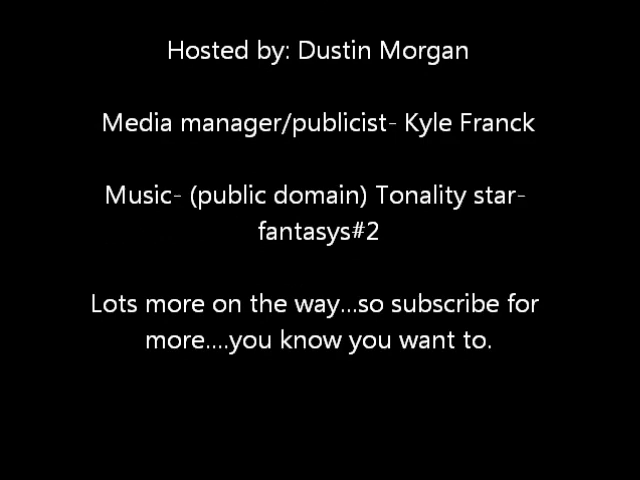 Hosted by: Dustin Morgan
Media manager/publicist- Kyle Franck
Music- (public domain) Tonality star-
fantasys#2
Lots more on the way...so subscribe for
more....you know you want to.